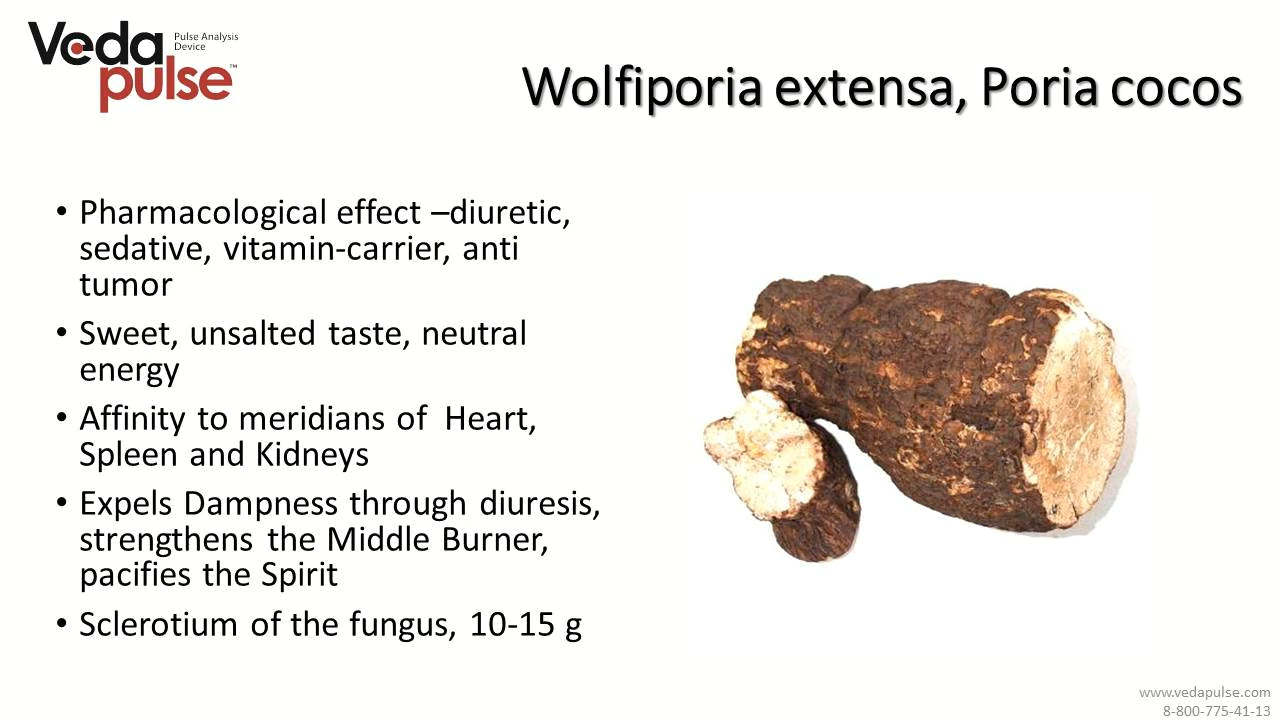 Veda
pulse™
Pulse Analysis
Device
Wolfiporia extensa, Poria cocos
• Pharmacological effect –diuretic,
sedative, vitamin-carrier, anti
tumor
• Sweet, unsalted taste, neutral
energy
• Affinity to meridians of Heart,
Spleen and Kidneys
• Expels Dampness through diuresis,
strengthens the Middle Burner,
pacifies the Spirit
• Sclerotium of the fungus, 10-15 g
www.vedapulse.com
8-800-775-41-13